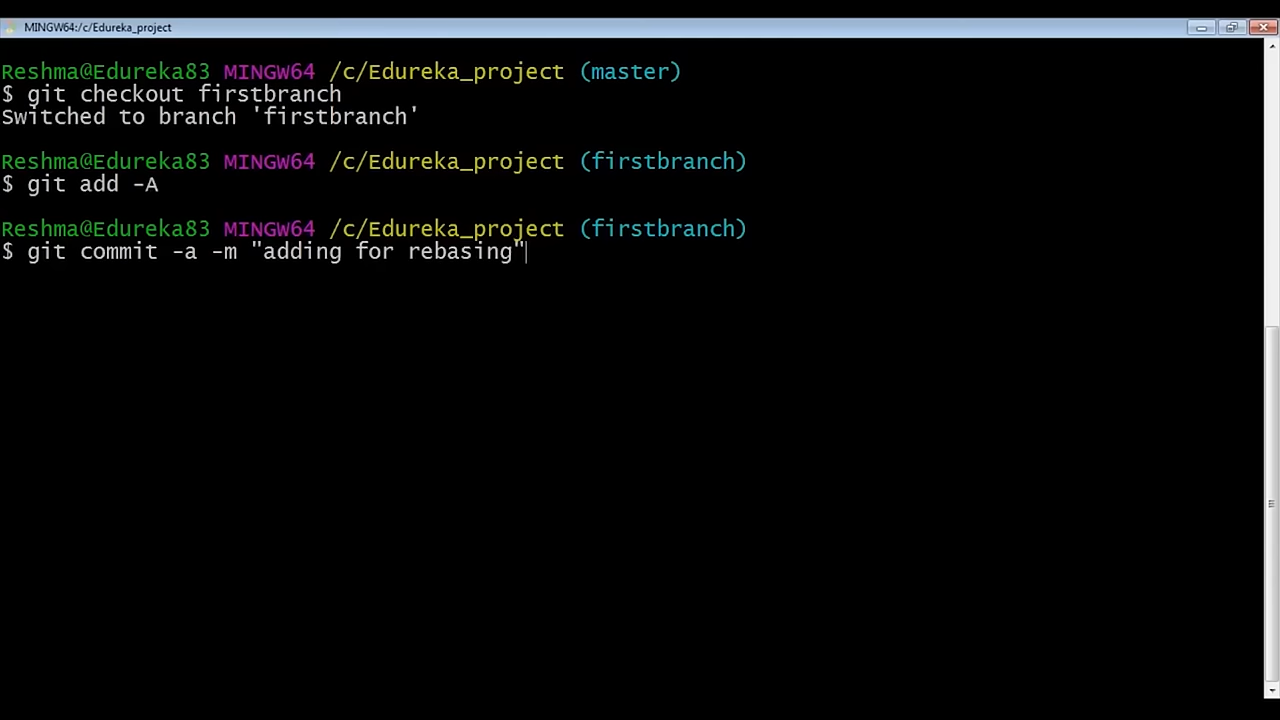 MINGW64:/c/Edureka_project
Reshma@Edureka83 MINGW64 /c/Edureka_project (master)
$ git checkout firstbranch
Switched to branch 'firstbranch'
Reshma@Edureka83 MINGW64 /c/Edureka_project (firstbranch)
$ git add -A
Reshma@Edureka83 MINGW64 /c/Edureka_project (firstbranch)
$ git commit -a -m "adding for rebasing"